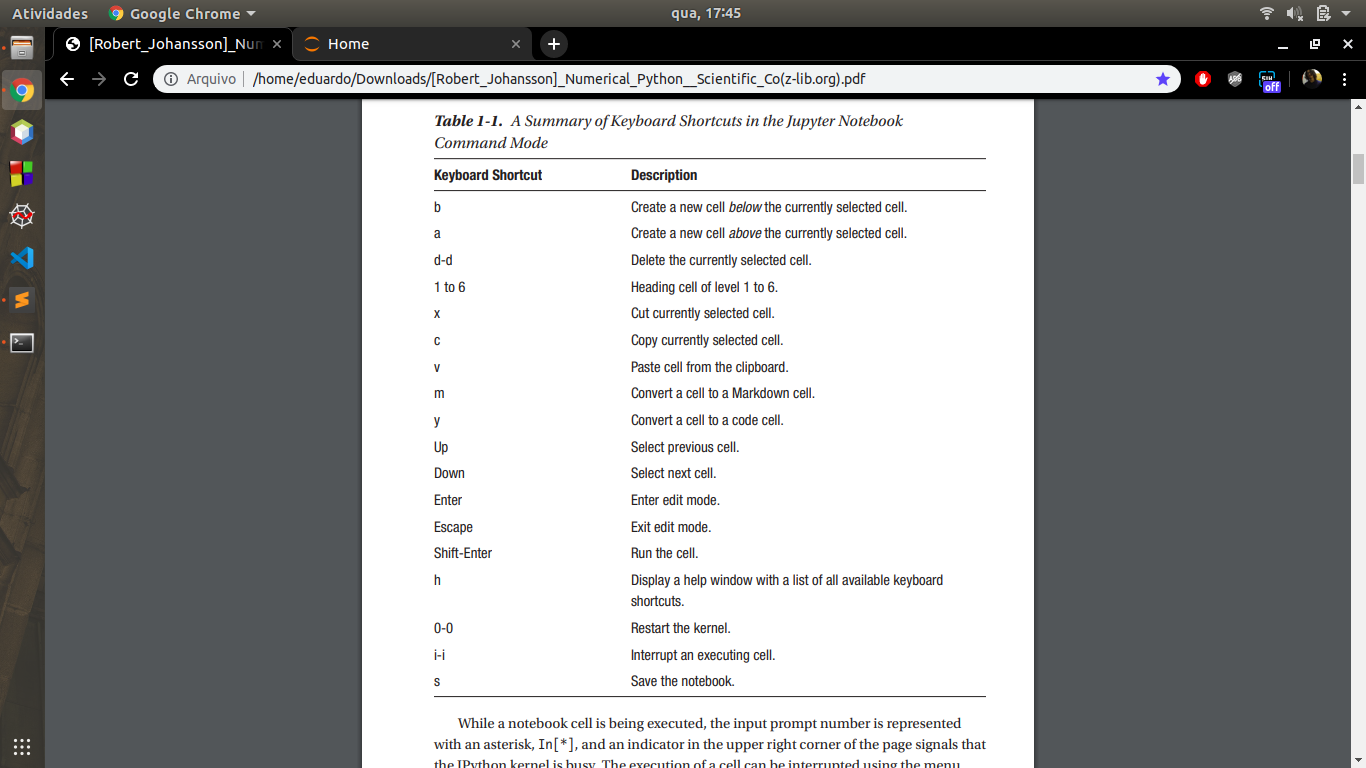 Atividades Google Chrome qua, 17:45
[Robert_Johansson]_Num Home
Arquivo /home/eduardo/Downloads/[Robert_Johansson]_Numerical_Python__Scientific_Co(z-lib.org).pdf
off
Table 1-1. A Summary of Keyboard Shortcuts in the Jupyter Notebook
Command Mode
Keyboard Shortcut Description
b Create a new cell below the currently selected cell.
a Create a new cell above the currently selected cell.
d-d Delete the currently selected cell.
1 to 6 Heading cell of level 1 to 6.
x Cut currently selected cell.
c Copy currently selected cell.
v Paste cell from the clipboard.
m Convert a cell to a Markdown cell.
y Convert a cell to a code cell.
Up Select previous cell.
Down Select next cell.
Enter Enter edit mode.
Escape Exit edit mode.
Shift-Enter Run the cell.
h Display a help window with a list of all available keyboard
shortcuts.
0-0 Restart the kernel.
i-i Interrupt an executing cell.
s Save the notebook.
While a notebook cell is being executed, the input prompt number is represented
with an asterisk, In[*], and an indicator in the upper right corner of the page signals that
the IPython kernel is busy. The execution of a cell can be interrupted using the menu